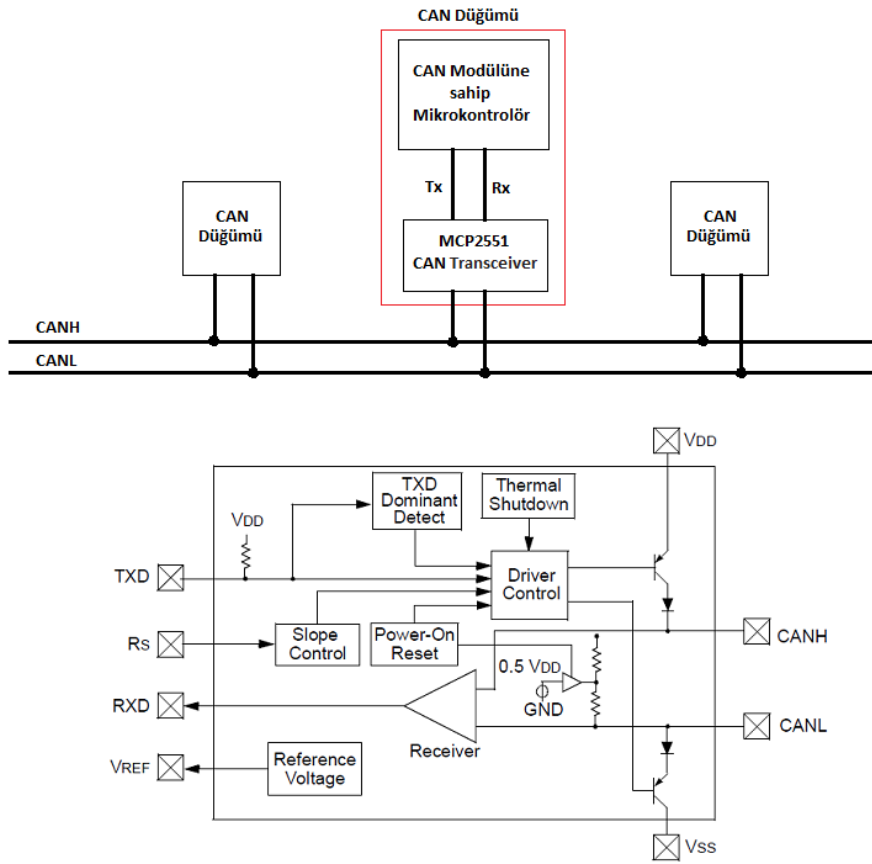 CAN Düğümü
CAN Modülüne
sahip
Mikrokontrolör
Tx
Rx
CAN
Düğümü
MCP2551
CAN Transceiver
CAN
Düğümü
CANH
CANL
VDD
TXD
Dominant
Detect
Thermal
Shutdown
VDD
TXD
Driver
Control
RS
Slope
Control
Power-On
Reset
CANH
0.5 VDD
GND
RXD
Receiver
CANL
VREF
Reference
Voltage
VSS